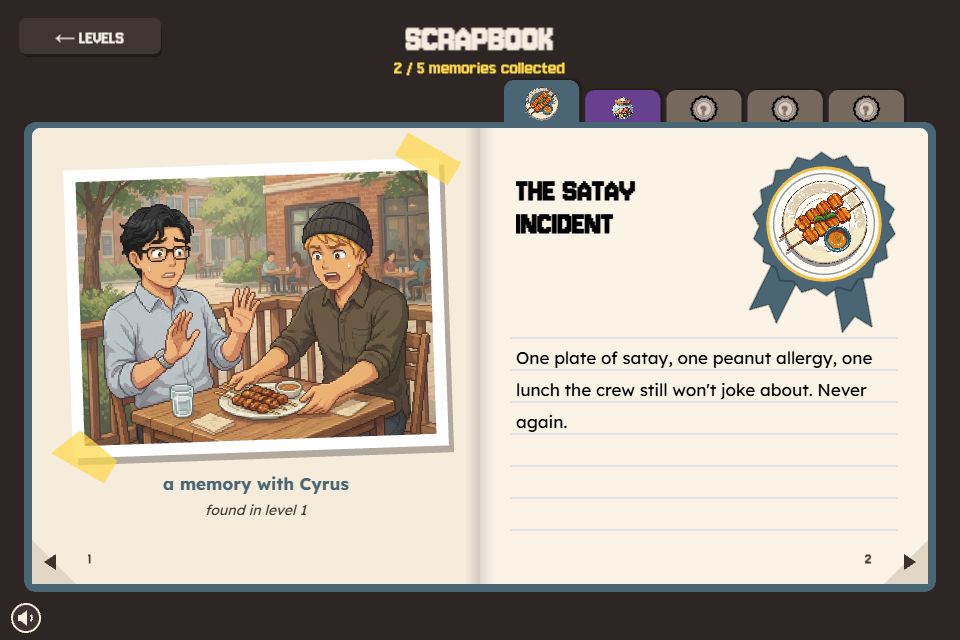 ← LEVELS
SCRAPBOOK
2 / 5 memories collected
?
?
?
THE SATAY
INCIDENT
One plate of satay, one peanut allergy, one
lunch the crew still won't joke about. Never
again.
a memory with Cyrus
found in level 1
1
2